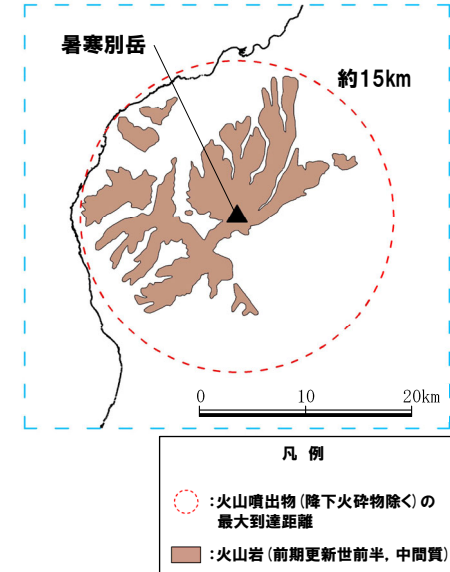 暑寒別岳
約15km
0 10 20km
凡 例
:火山噴出物(降下火砕物除く)の
最大到達距離
:火山岩(前期更新世前半, 中間質)